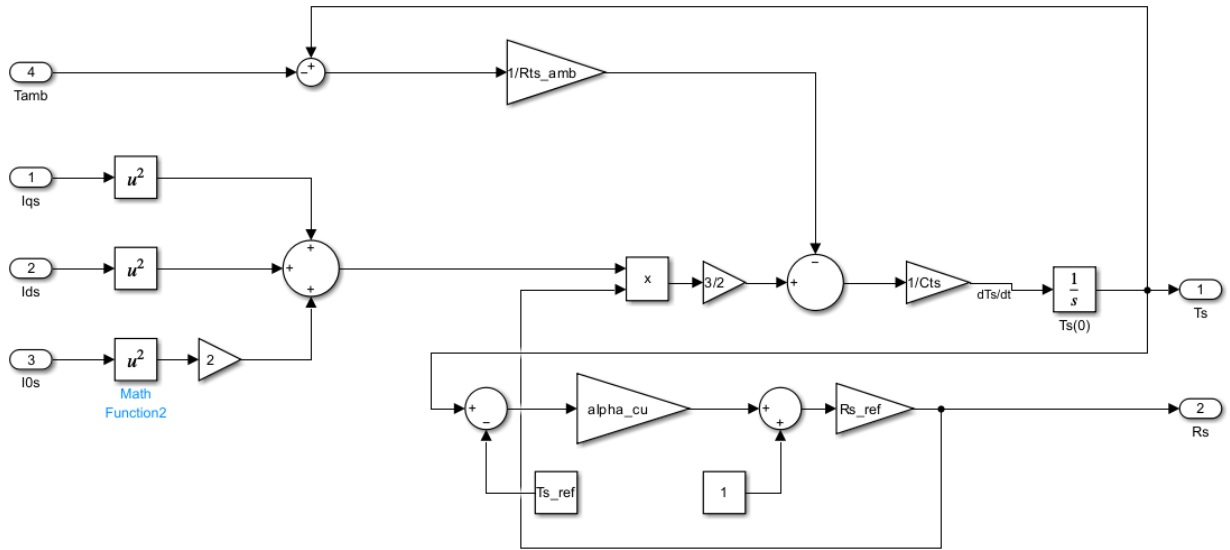 4
Tamb
− +
1/Rts_amb
1
Iqs
u²
2
Ids
u²
+
+
+
3
I0s
u²
Math
Function2
2
x
3/2
−
+
1/Cts
dTs/dt
1
s
Ts(0)
1
Ts
+
−
alpha_cu
+
+
Rs_ref
2
Rs
Ts_ref
1